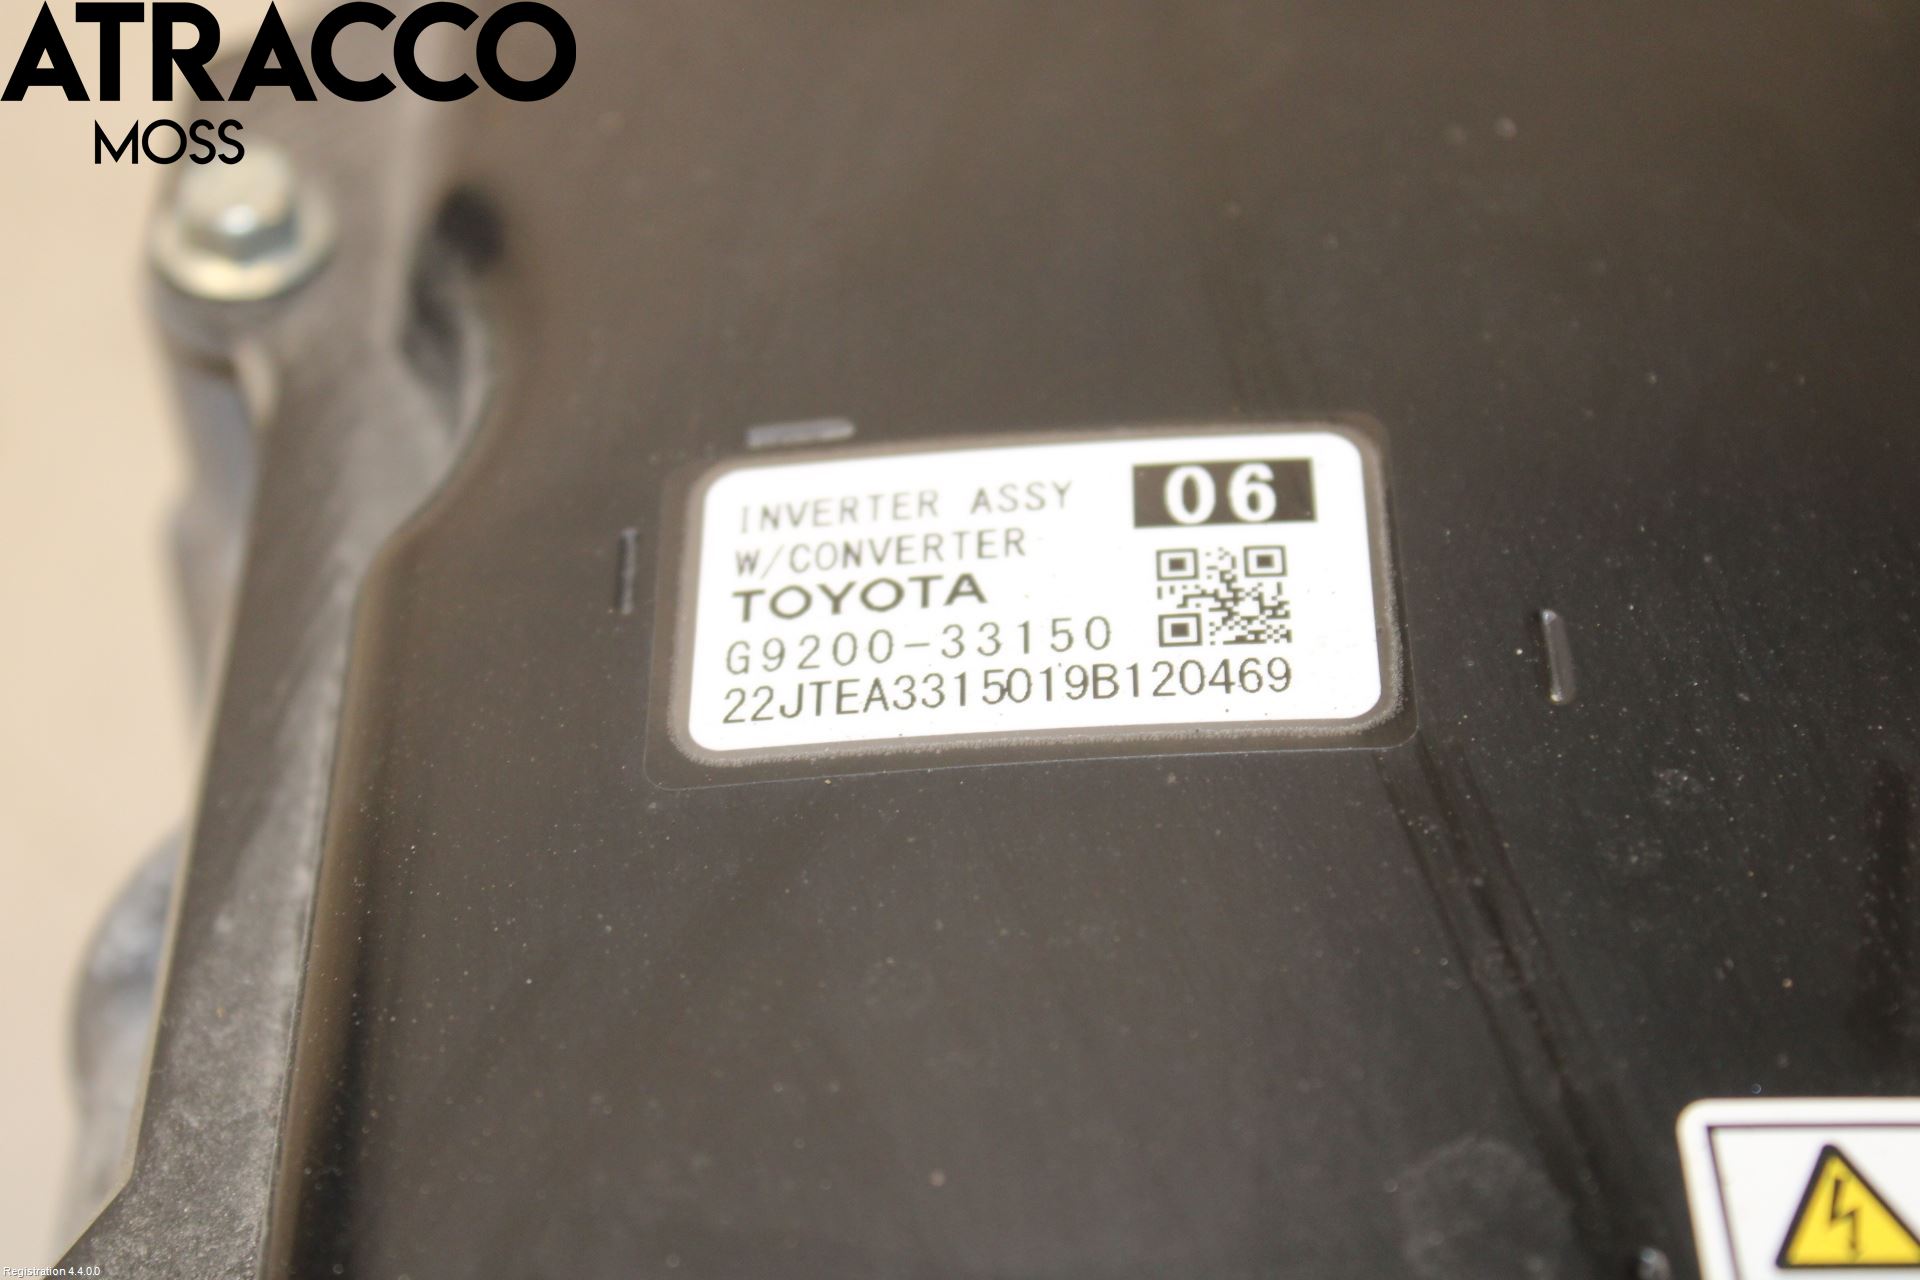 ATRACCO
MOSS
INVERTER ASSY
06
W/CONVERTER
TOYOTA
G9200-33150
22JTEA3315019B120469
Registration 4.4.0.0